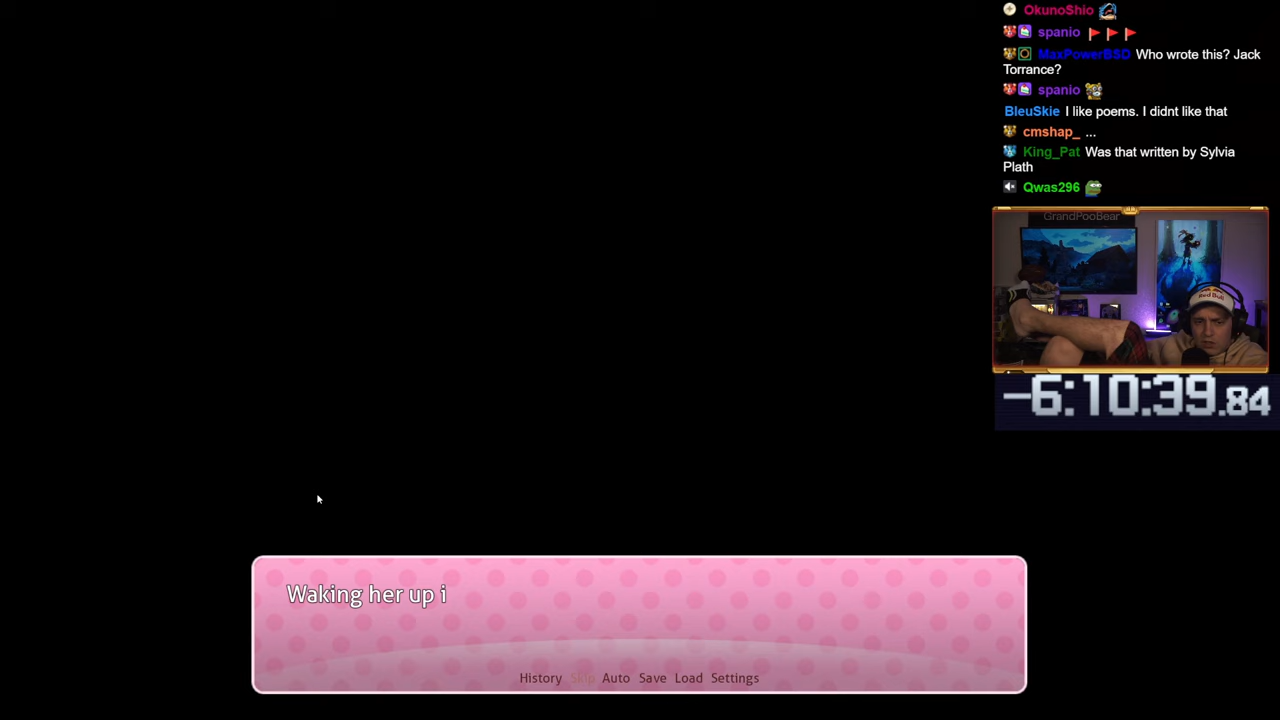 OkunoShio
spanio
MaxPowerBSD Who wrote this? Jack
Torrance?
spanio
BleuSkie I like poems. I didnt like that
cmshap_ ...
King_Pat Was that written by Sylvia
Plath
Qwas296
GrandPooBear
Red Bull
-6:10:39.84
Waking her up i
History Skip Auto Save Load Settings